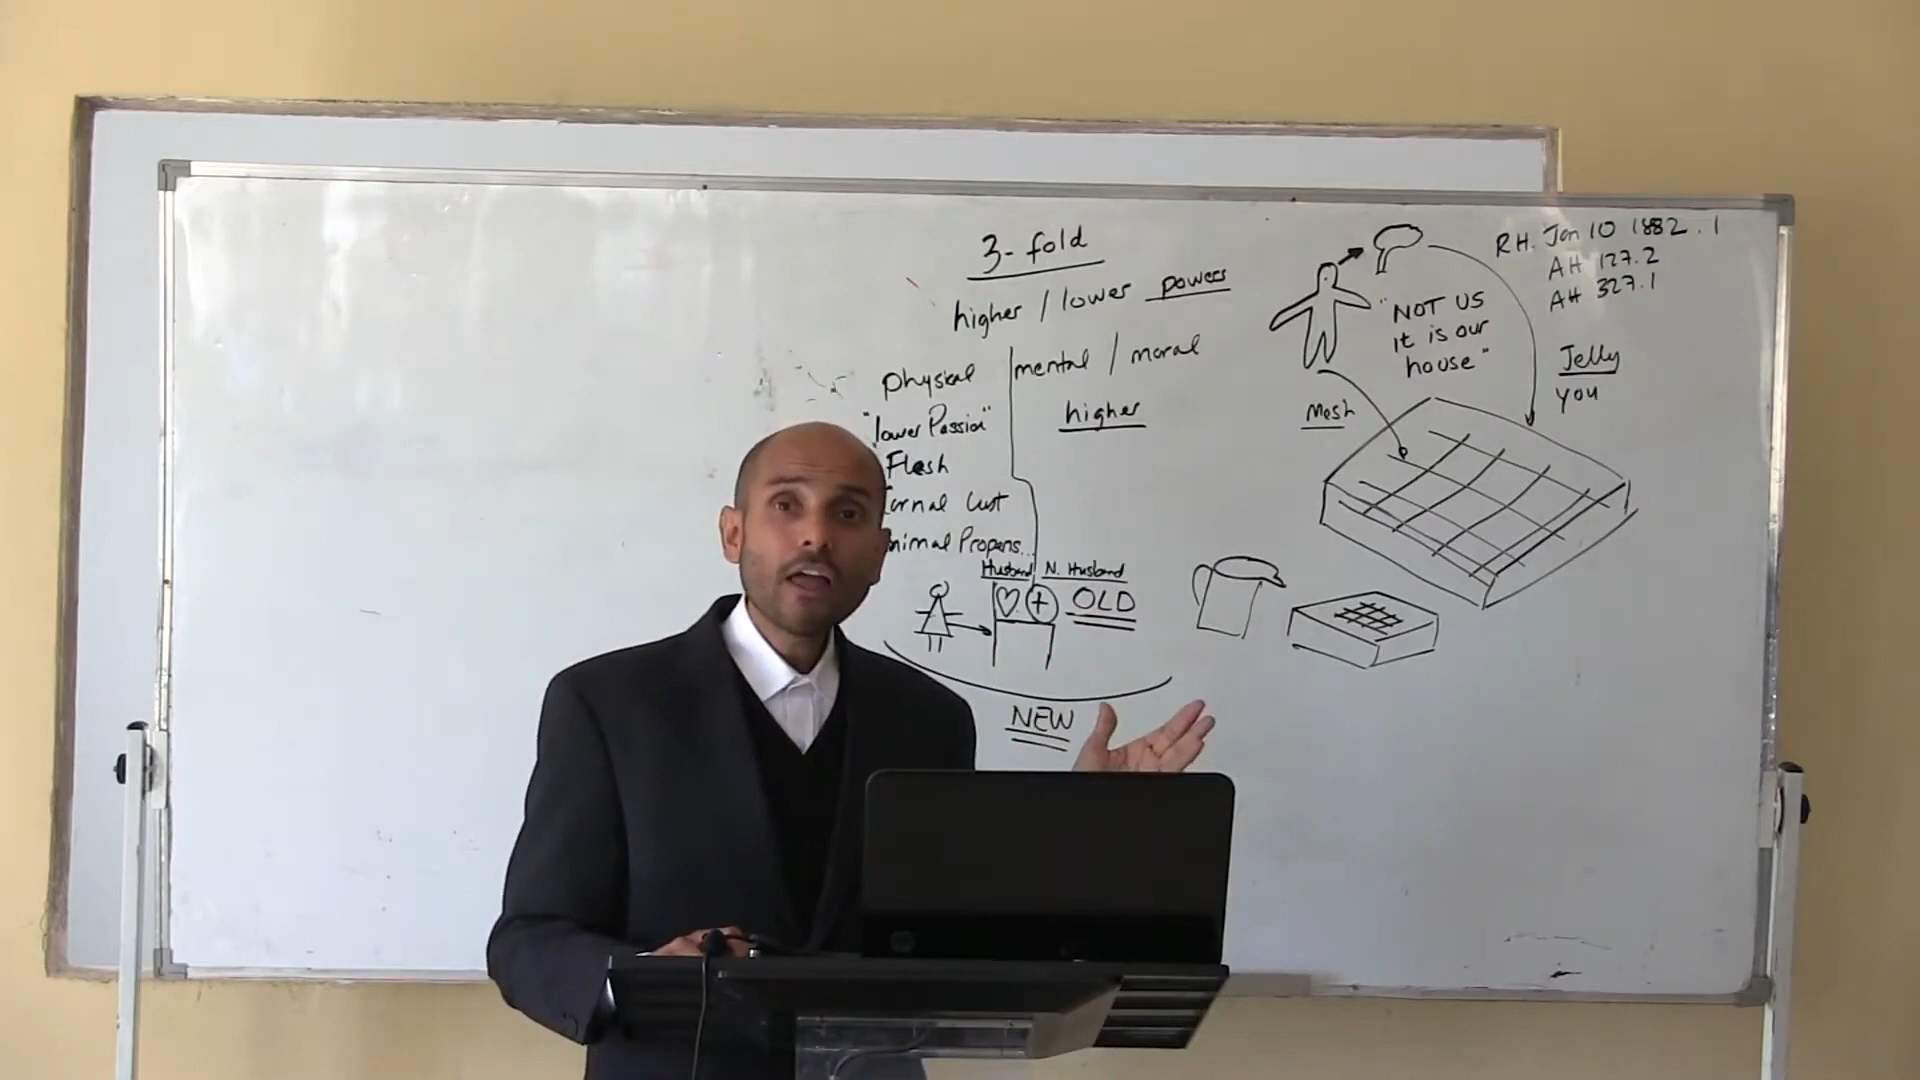 3-fold
higher / lower powers
physical | mental / moral
"lower Passion"
higher
Flesh
Carnal Lust
Animal Propens...
Husband N. Husband
OLD
NEW
"NOT US
it is our
house"
RH. Jan 10 1882.1
AH 127.2
AH 327.1
Jelly
you
Mesh